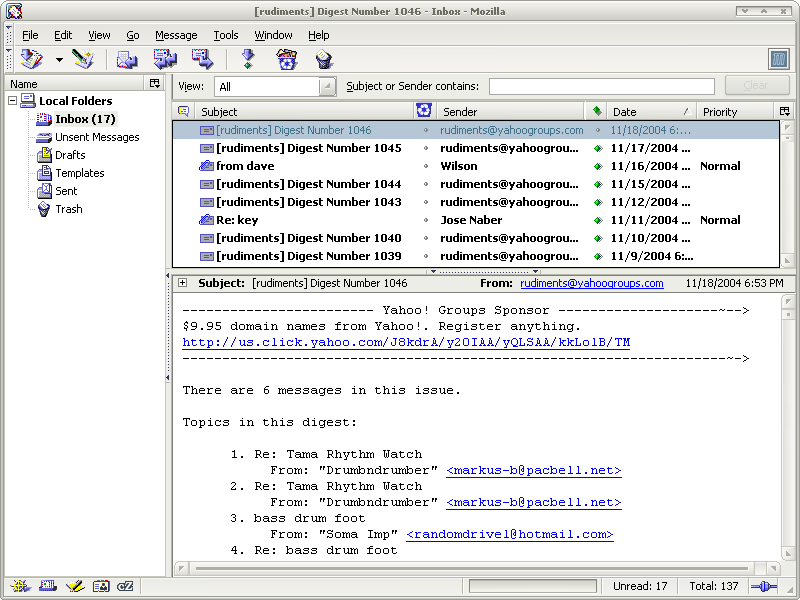 [rudiments] Digest Number 1046 - Inbox - Mozilla
File Edit View Go Message Tools Window Help
Name
View: All Subject or Sender contains: Clear
Local Folders
Inbox (17)
Unsent Messages
Drafts
Templates
Sent
Trash
Subject Sender Date / Priority
[rudiments] Digest Number 1046 rudiments@yahoogroups.com 11/18/2004 6:...
[rudiments] Digest Number 1045 rudiments@yahoogrou... 11/17/2004 ...
from dave Wilson 11/16/2004 ... Normal
[rudiments] Digest Number 1044 rudiments@yahoogrou... 11/15/2004 ...
[rudiments] Digest Number 1043 rudiments@yahoogrou... 11/12/2004 ...
Re: key Jose Naber 11/11/2004 ... Normal
[rudiments] Digest Number 1040 rudiments@yahoogrou... 11/10/2004 ...
[rudiments] Digest Number 1039 rudiments@yahoogrou... 11/9/2004 6:...
Subject: [rudiments] Digest Number 1046 From: rudiments@yahoogroups.com 11/18/2004 6:53 PM
------------------------ Yahoo! Groups Sponsor --------------------~-->
$9.95 domain names from Yahoo!. Register anything.
http://us.click.yahoo.com/J8kdrA/y20IAA/yQLSAA/kkLolB/TM
--------------------------------------------------------------------~->
There are 6 messages in this issue.
Topics in this digest:
1. Re: Tama Rhythm Watch
From: "Drumbndrumber" <markus-b@pacbell.net>
2. Re: Tama Rhythm Watch
From: "Drumbndrumber" <markus-b@pacbell.net>
3. bass drum foot
From: "Soma Imp" <randomdrivel@hotmail.com>
4. Re: bass drum foot
cZ Unread: 17 Total: 137